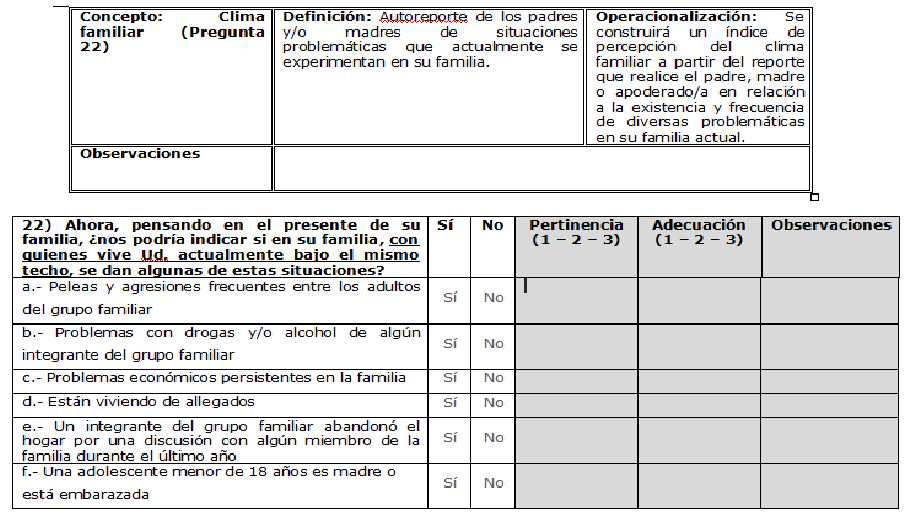 Concepto: Clima
familiar (Pregunta
22)
Definición: Autoreporte de los padres
y/o madres de situaciones
problemáticas que actualmente se
experimentan en su familia.
Operacionalización: Se
construirá un índice de
percepción del clima
familiar a partir del reporte
que realice el padre, madre
o apoderado/a en relación
a la existencia y frecuencia
de diversas problemáticas
en su familia actual.
Observaciones
22) Ahora, pensando en el presente de su
familia, ¿nos podría indicar si en su familia, con
quienes vive Ud. actualmente bajo el mismo
techo, se dan algunas de estas situaciones?
Sí
No
Pertinencia
(1 – 2 – 3)
Adecuación
(1 – 2 – 3)
Observaciones
a.- Peleas y agresiones frecuentes entre los adultos
del grupo familiar
Sí
No
b.- Problemas con drogas y/o alcohol de algún
integrante del grupo familiar
Sí
No
c.- Problemas económicos persistentes en la familia
Sí
No
d.- Están viviendo de allegados
Sí
No
e.- Un integrante del grupo familiar abandonó el
hogar por una discusión con algún miembro de la
familia durante el último año
Sí
No
f.- Una adolescente menor de 18 años es madre o
está embarazada
Sí
No